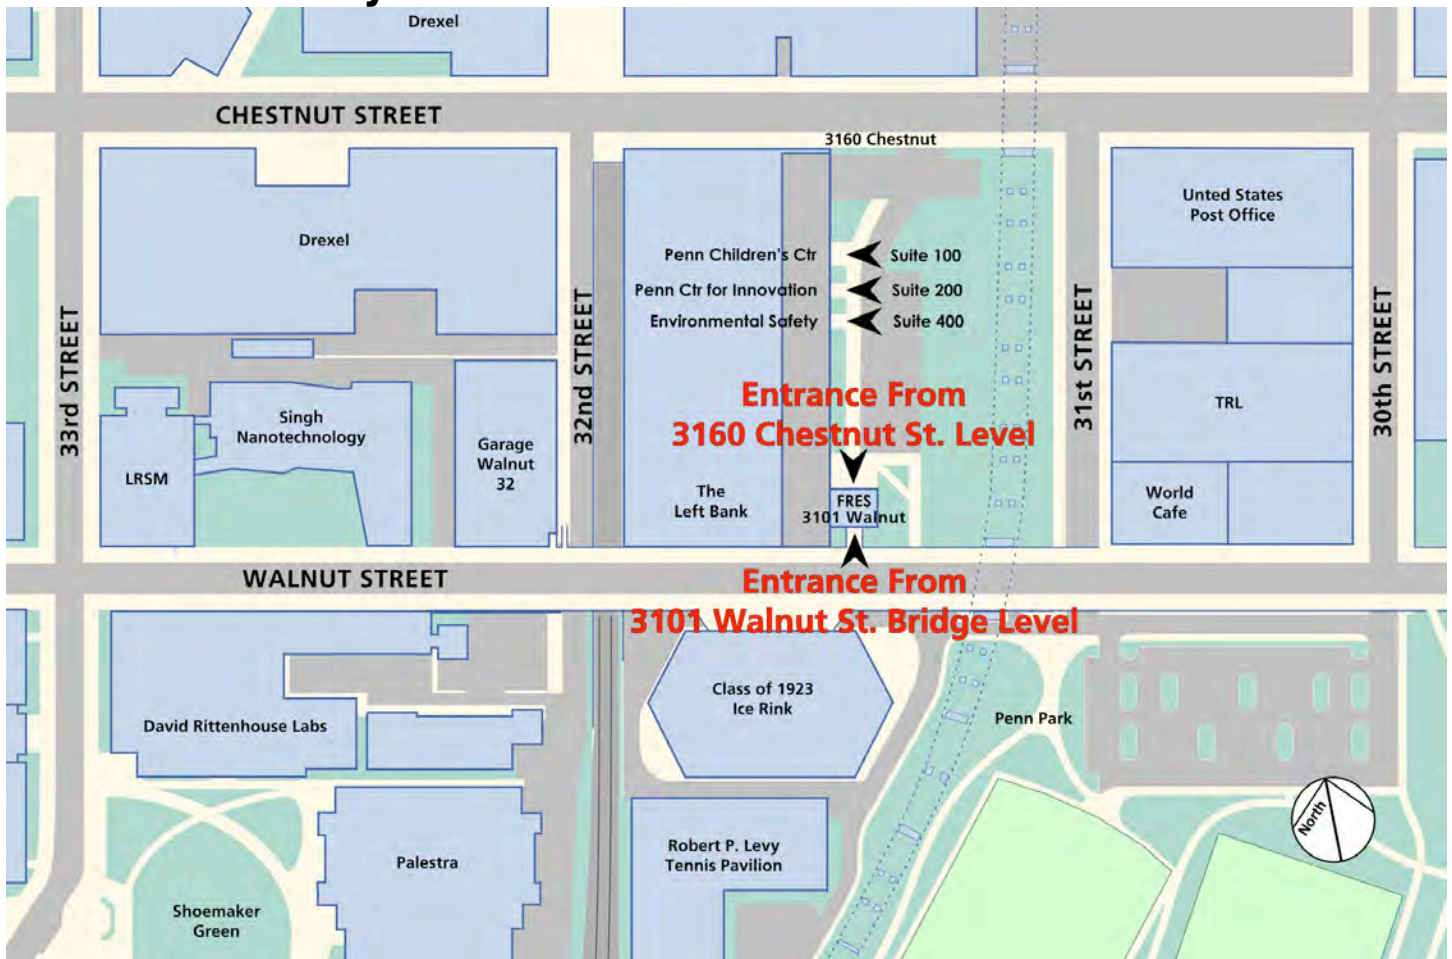 Drexel
CHESTNUT STREET
3160 Chestnut
Unted States
Post Office
Drexel
Penn Children's Ctr
Suite 100
Penn Ctr for Innovation
Suite 200
Environmental Safety
Suite 400
33rd STREET
32nd STREET
31st STREET
30th STREET
Entrance From
3160 Chestnut St. Level
TRL
Singh
Nanotechnology
Garage
Walnut
32
LRSM
The
Left Bank
FRES
3101 Walnut
World
Cafe
WALNUT STREET
Entrance From
3101 Walnut St. Bridge Level
Class of 1923
Ice Rink
David Rittenhouse Labs
Penn Park
North
Robert P. Levy
Tennis Pavilion
Palestra
Shoemaker
Green